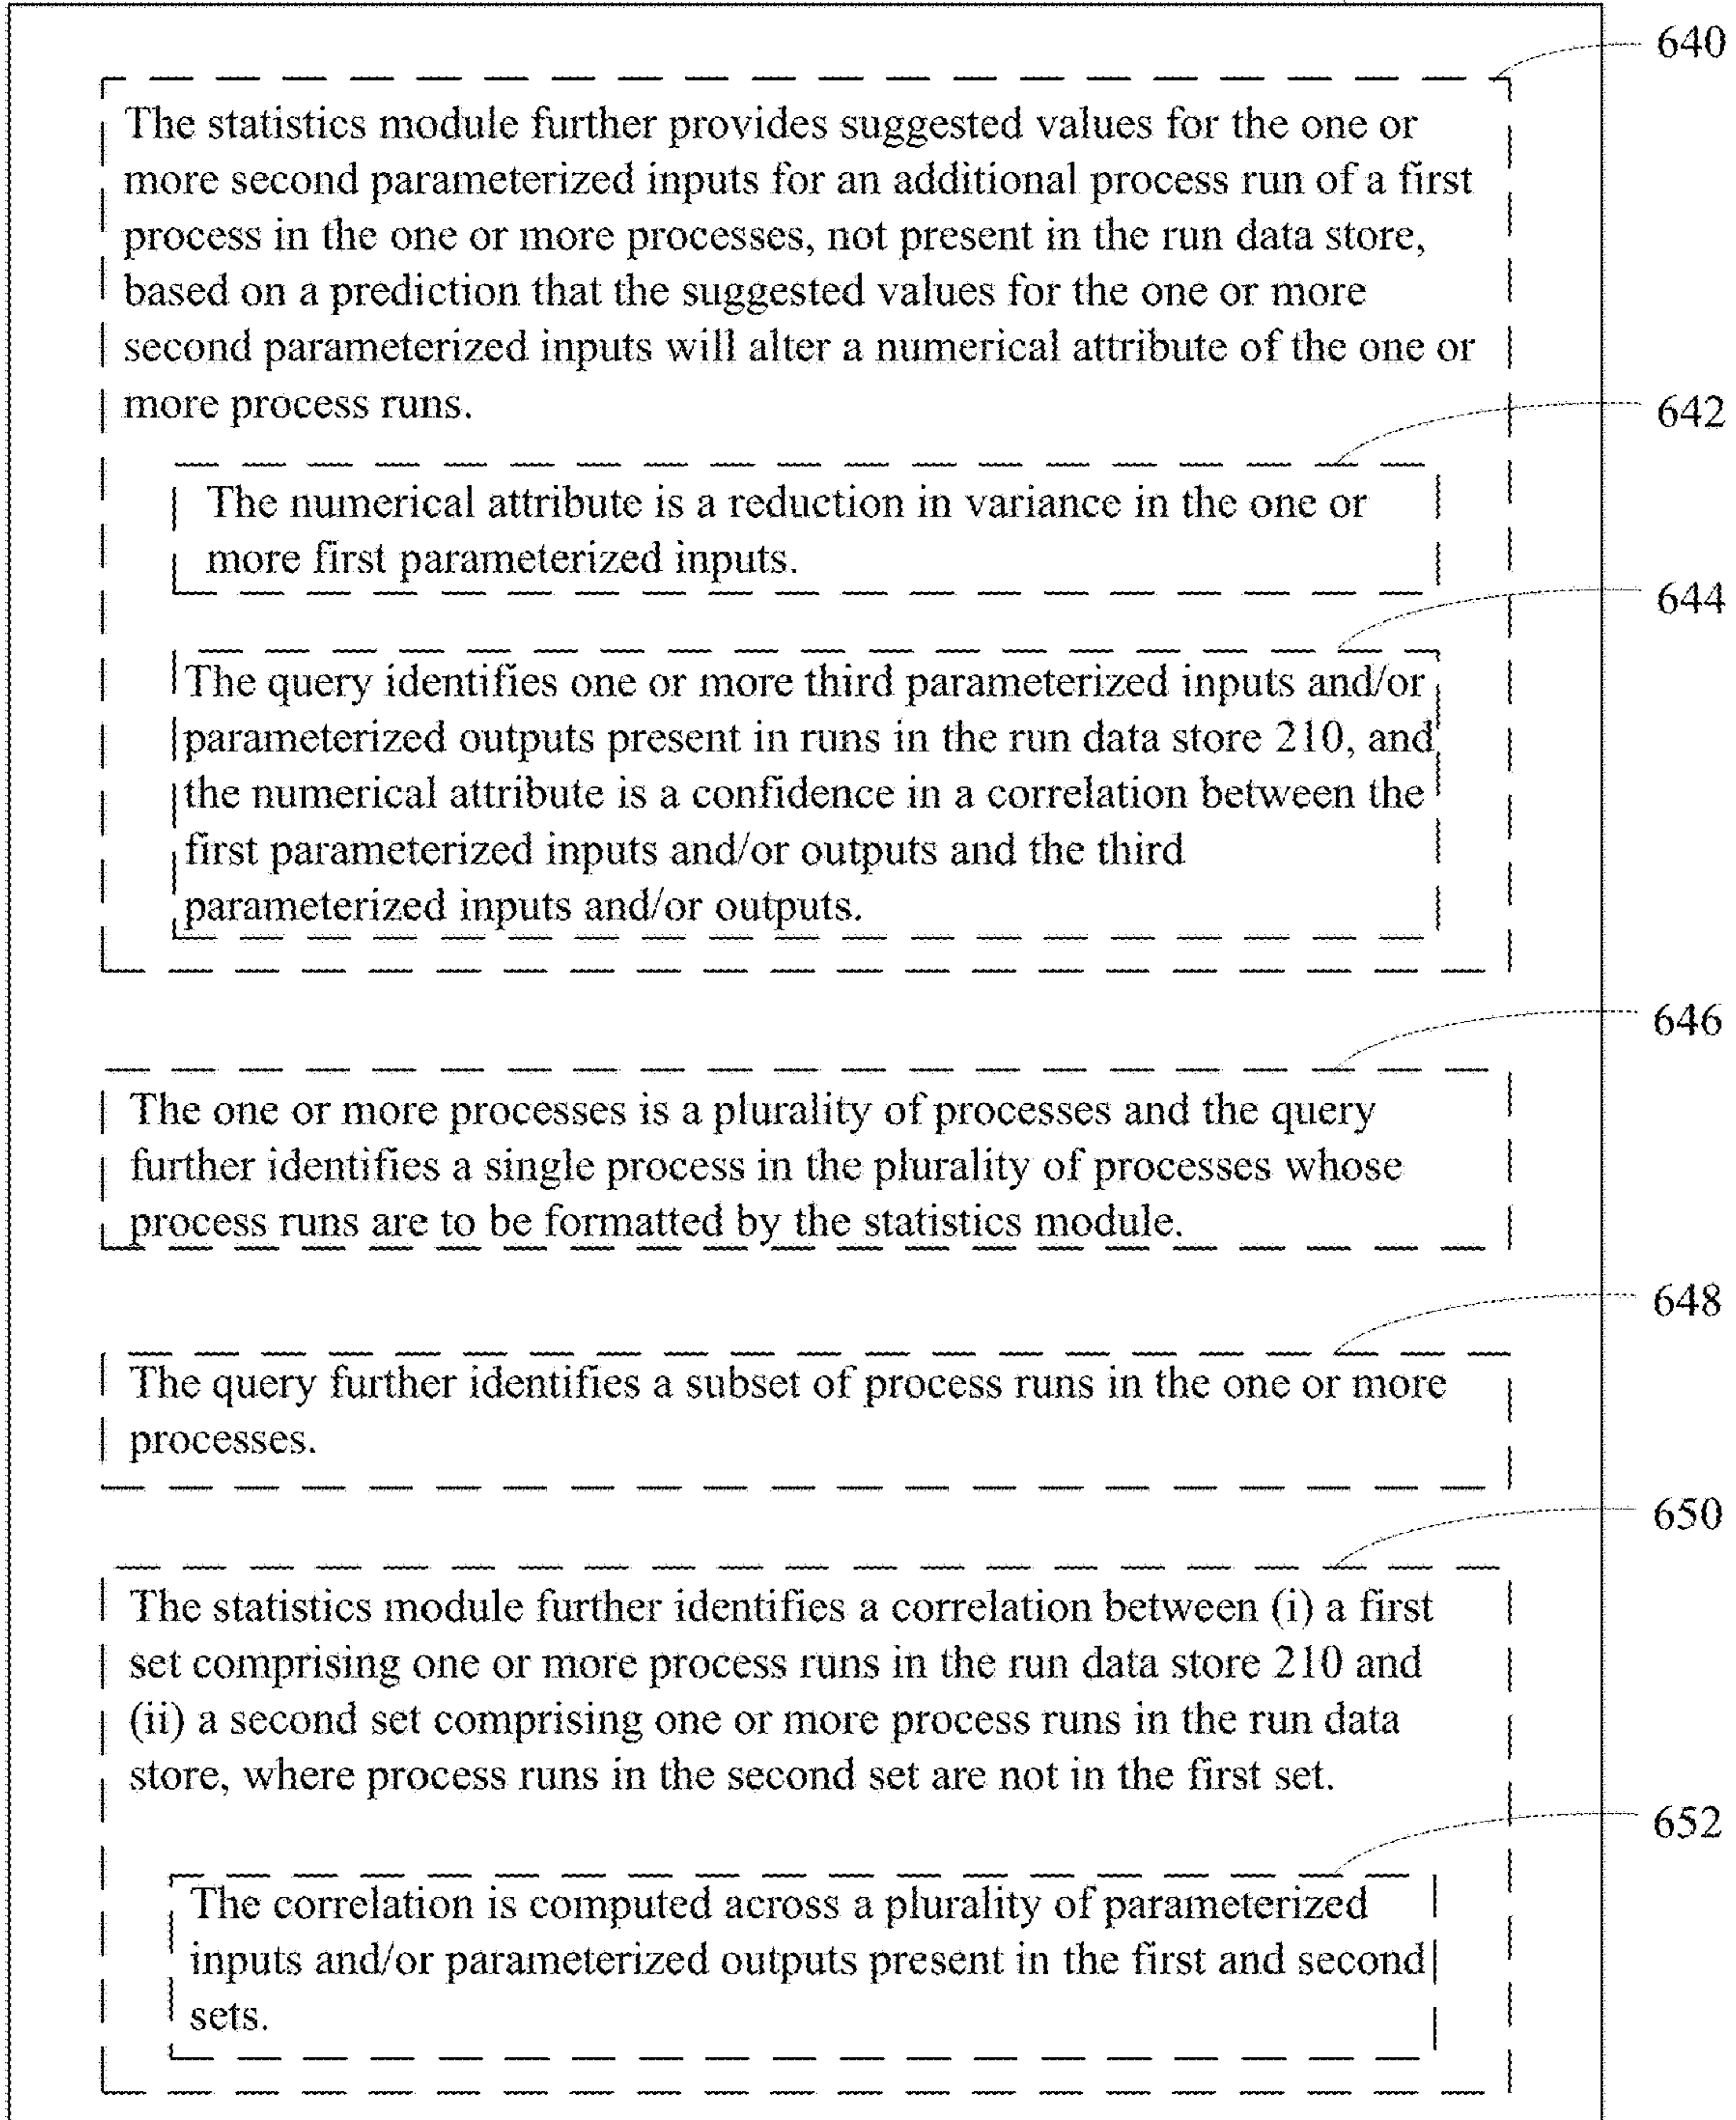 640
The statistics module further provides suggested values for the one or
more second parameterized inputs for an additional process run of a first
process in the one or more processes, not present in the run data store,
based on a prediction that the suggested values for the one or more
second parameterized inputs will alter a numerical attribute of the one or
more process runs.
642
The numerical attribute is a reduction in variance in the one or
more first parameterized inputs.
644
The query identifies one or more third parameterized inputs and/or
parameterized outputs present in runs in the run data store 210, and
the numerical attribute is a confidence in a correlation between the
first parameterized inputs and/or outputs and the third
parameterized inputs and/or outputs.
646
The one or more processes is a plurality of processes and the query
further identifies a single process in the plurality of processes whose
process runs are to be formatted by the statistics module.
648
The query further identifies a subset of process runs in the one or more
processes.
650
The statistics module further identifies a correlation between (i) a first
set comprising one or more process runs in the run data store 210 and
(ii) a second set comprising one or more process runs in the run data
store, where process runs in the second set are not in the first set.
652
The correlation is computed across a plurality of parameterized
inputs and/or parameterized outputs present in the first and second
sets.